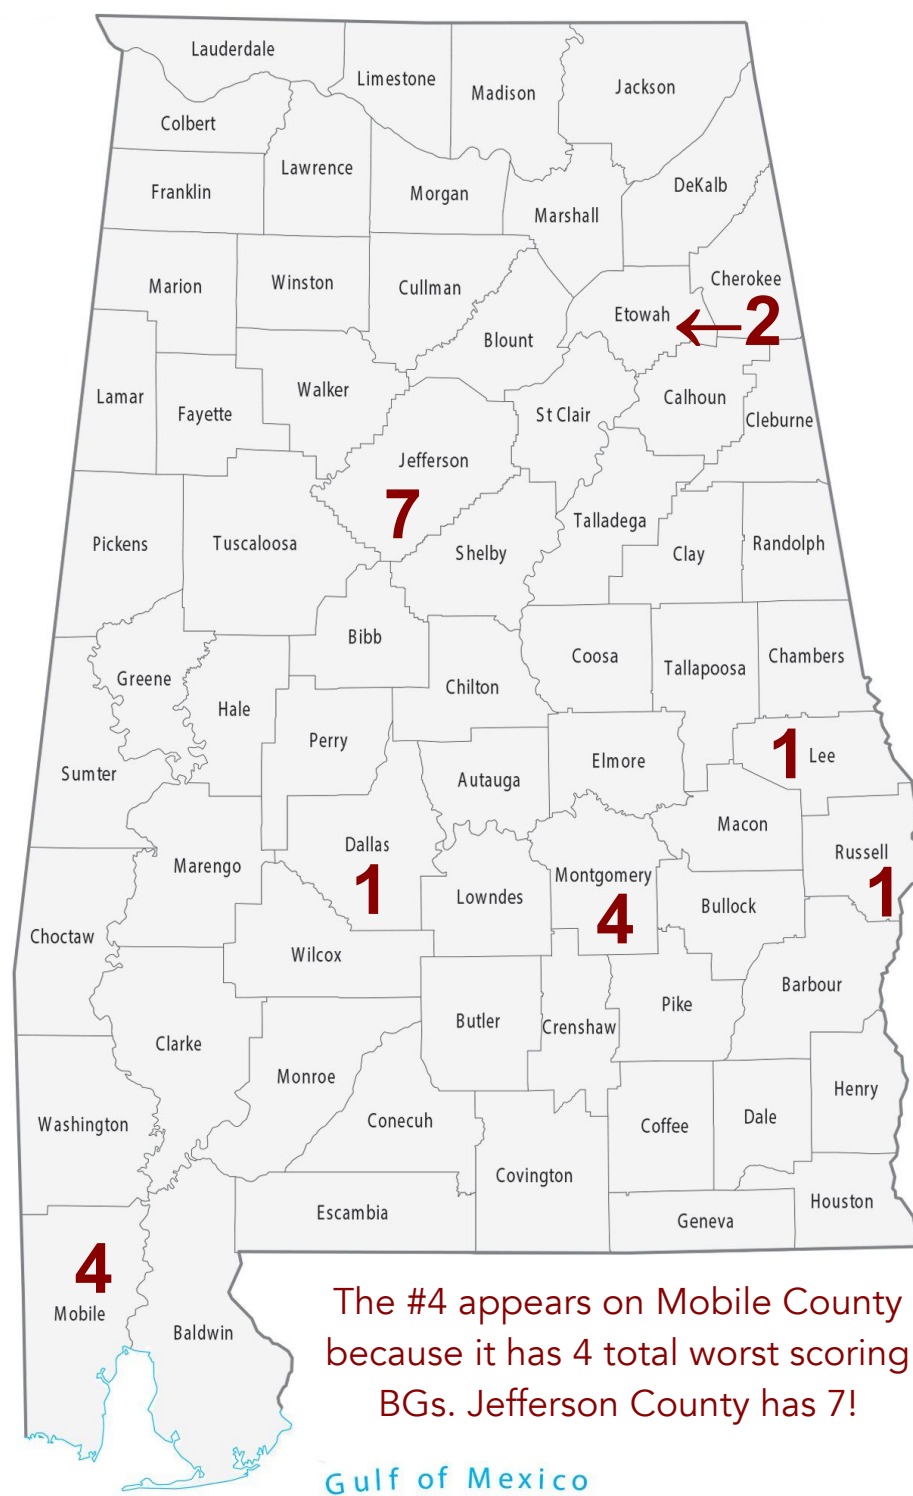 Lauderdale
Limestone
Madison
Jackson
Colbert
Lawrence
Franklin
Morgan
DeKalb
Marshall
Marion
Winston
Cullman
Cherokee
Etowah
←2
Blount
Walker
Lamar
Fayette
St Clair
Calhoun
Cleburne
Jefferson
7
Pickens
Tuscaloosa
Shelby
Talladega
Clay
Randolph
Bibb
Greene
Hale
Chilton
Coosa
Tallapoosa
Chambers
Perry
Sumter
Autauga
Elmore
1
Lee
Dallas
1
Macon
Russell
1
Marengo
Lowndes
Montgomery
4
Bullock
Choctaw
Wilcox
Barbour
Pike
Butler
Crenshaw
Clarke
Monroe
Henry
Washington
Conecuh
Coffee
Dale
Covington
Escambia
Geneva
Houston
4
Mobile
Baldwin
The #4 appears on Mobile County
because it has 4 total worst scoring
BGs. Jefferson County has 7!
Gulf of Mexico